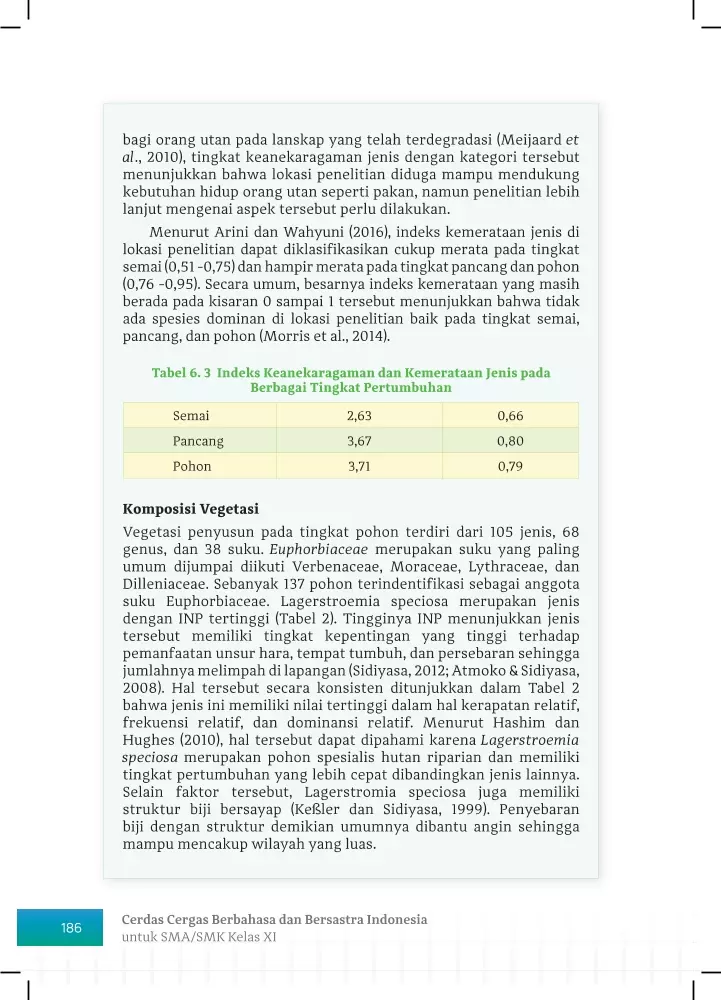 bagi orang utan pada lanskap yang telah terdegradasi (Meijaard et
al., 2010), tingkat keanekaragaman jenis dengan kategori tersebut
menunjukkan bahwa lokasi penelitian diduga mampu mendukung
kebutuhan hidup orang utan seperti pakan, namun penelitian lebih
lanjut mengenai aspek tersebut perlu dilakukan.
Menurut Arini dan Wahyuni (2016), indeks kemerataan jenis di
lokasi penelitian dapat diklasifikasikan cukup merata pada tingkat
semai (0,51 -0,75) dan hampir merata pada tingkat pancang dan pohon
(0,76 -0,95). Secara umum, besarnya indeks kemerataan yang masih
berada pada kisaran 0 sampai 1 tersebut menunjukkan bahwa tidak
ada spesies dominan di lokasi penelitian baik pada tingkat semai,
pancang, dan pohon (Morris et al., 2014).
Tabel 6. 3 Indeks Keanekaragaman dan Kemerataan Jenis pada
Berbagai Tingkat Pertumbuhan
Semai 2,63 0,66
Pancang 3,67 0,80
Pohon 3,71 0,79
Komposisi Vegetasi
Vegetasi penyusun pada tingkat pohon terdiri dari 105 jenis, 68
genus, dan 38 suku. Euphorbiaceae merupakan suku yang paling
umum dijumpai diikuti Verbenaceae, Moraceae, Lythraceae, dan
Dilleniaceae. Sebanyak 137 pohon terindentifikasi sebagai anggota
suku Euphorbiaceae. Lagerstroemia speciosa merupakan jenis
dengan INP tertinggi (Tabel 2). Tingginya INP menunjukkan jenis
tersebut memiliki tingkat kepentingan yang tinggi terhadap
pemanfaatan unsur hara, tempat tumbuh, dan persebaran sehingga
jumlahnya melimpah di lapangan (Sidiyasa, 2012; Atmoko & Sidiyasa,
2008). Hal tersebut secara konsisten ditunjukkan dalam Tabel 2
bahwa jenis ini memiliki nilai tertinggi dalam hal kerapatan relatif,
frekuensi relatif, dan dominansi relatif. Menurut Hashim dan
Hughes (2010), hal tersebut dapat dipahami karena Lagerstroemia
speciosa merupakan pohon spesialis hutan riparian dan memiliki
tingkat pertumbuhan yang lebih cepat dibandingkan jenis lainnya.
Selain faktor tersebut, Lagerstromia speciosa juga memiliki
struktur biji bersayap (Keßler dan Sidiyasa, 1999). Penyebaran
biji dengan struktur demikian umumnya dibantu angin sehingga
mampu mencakup wilayah yang luas.
186
Cerdas Cergas Berbahasa dan Bersastra Indonesia
untuk SMA/SMK Kelas XI